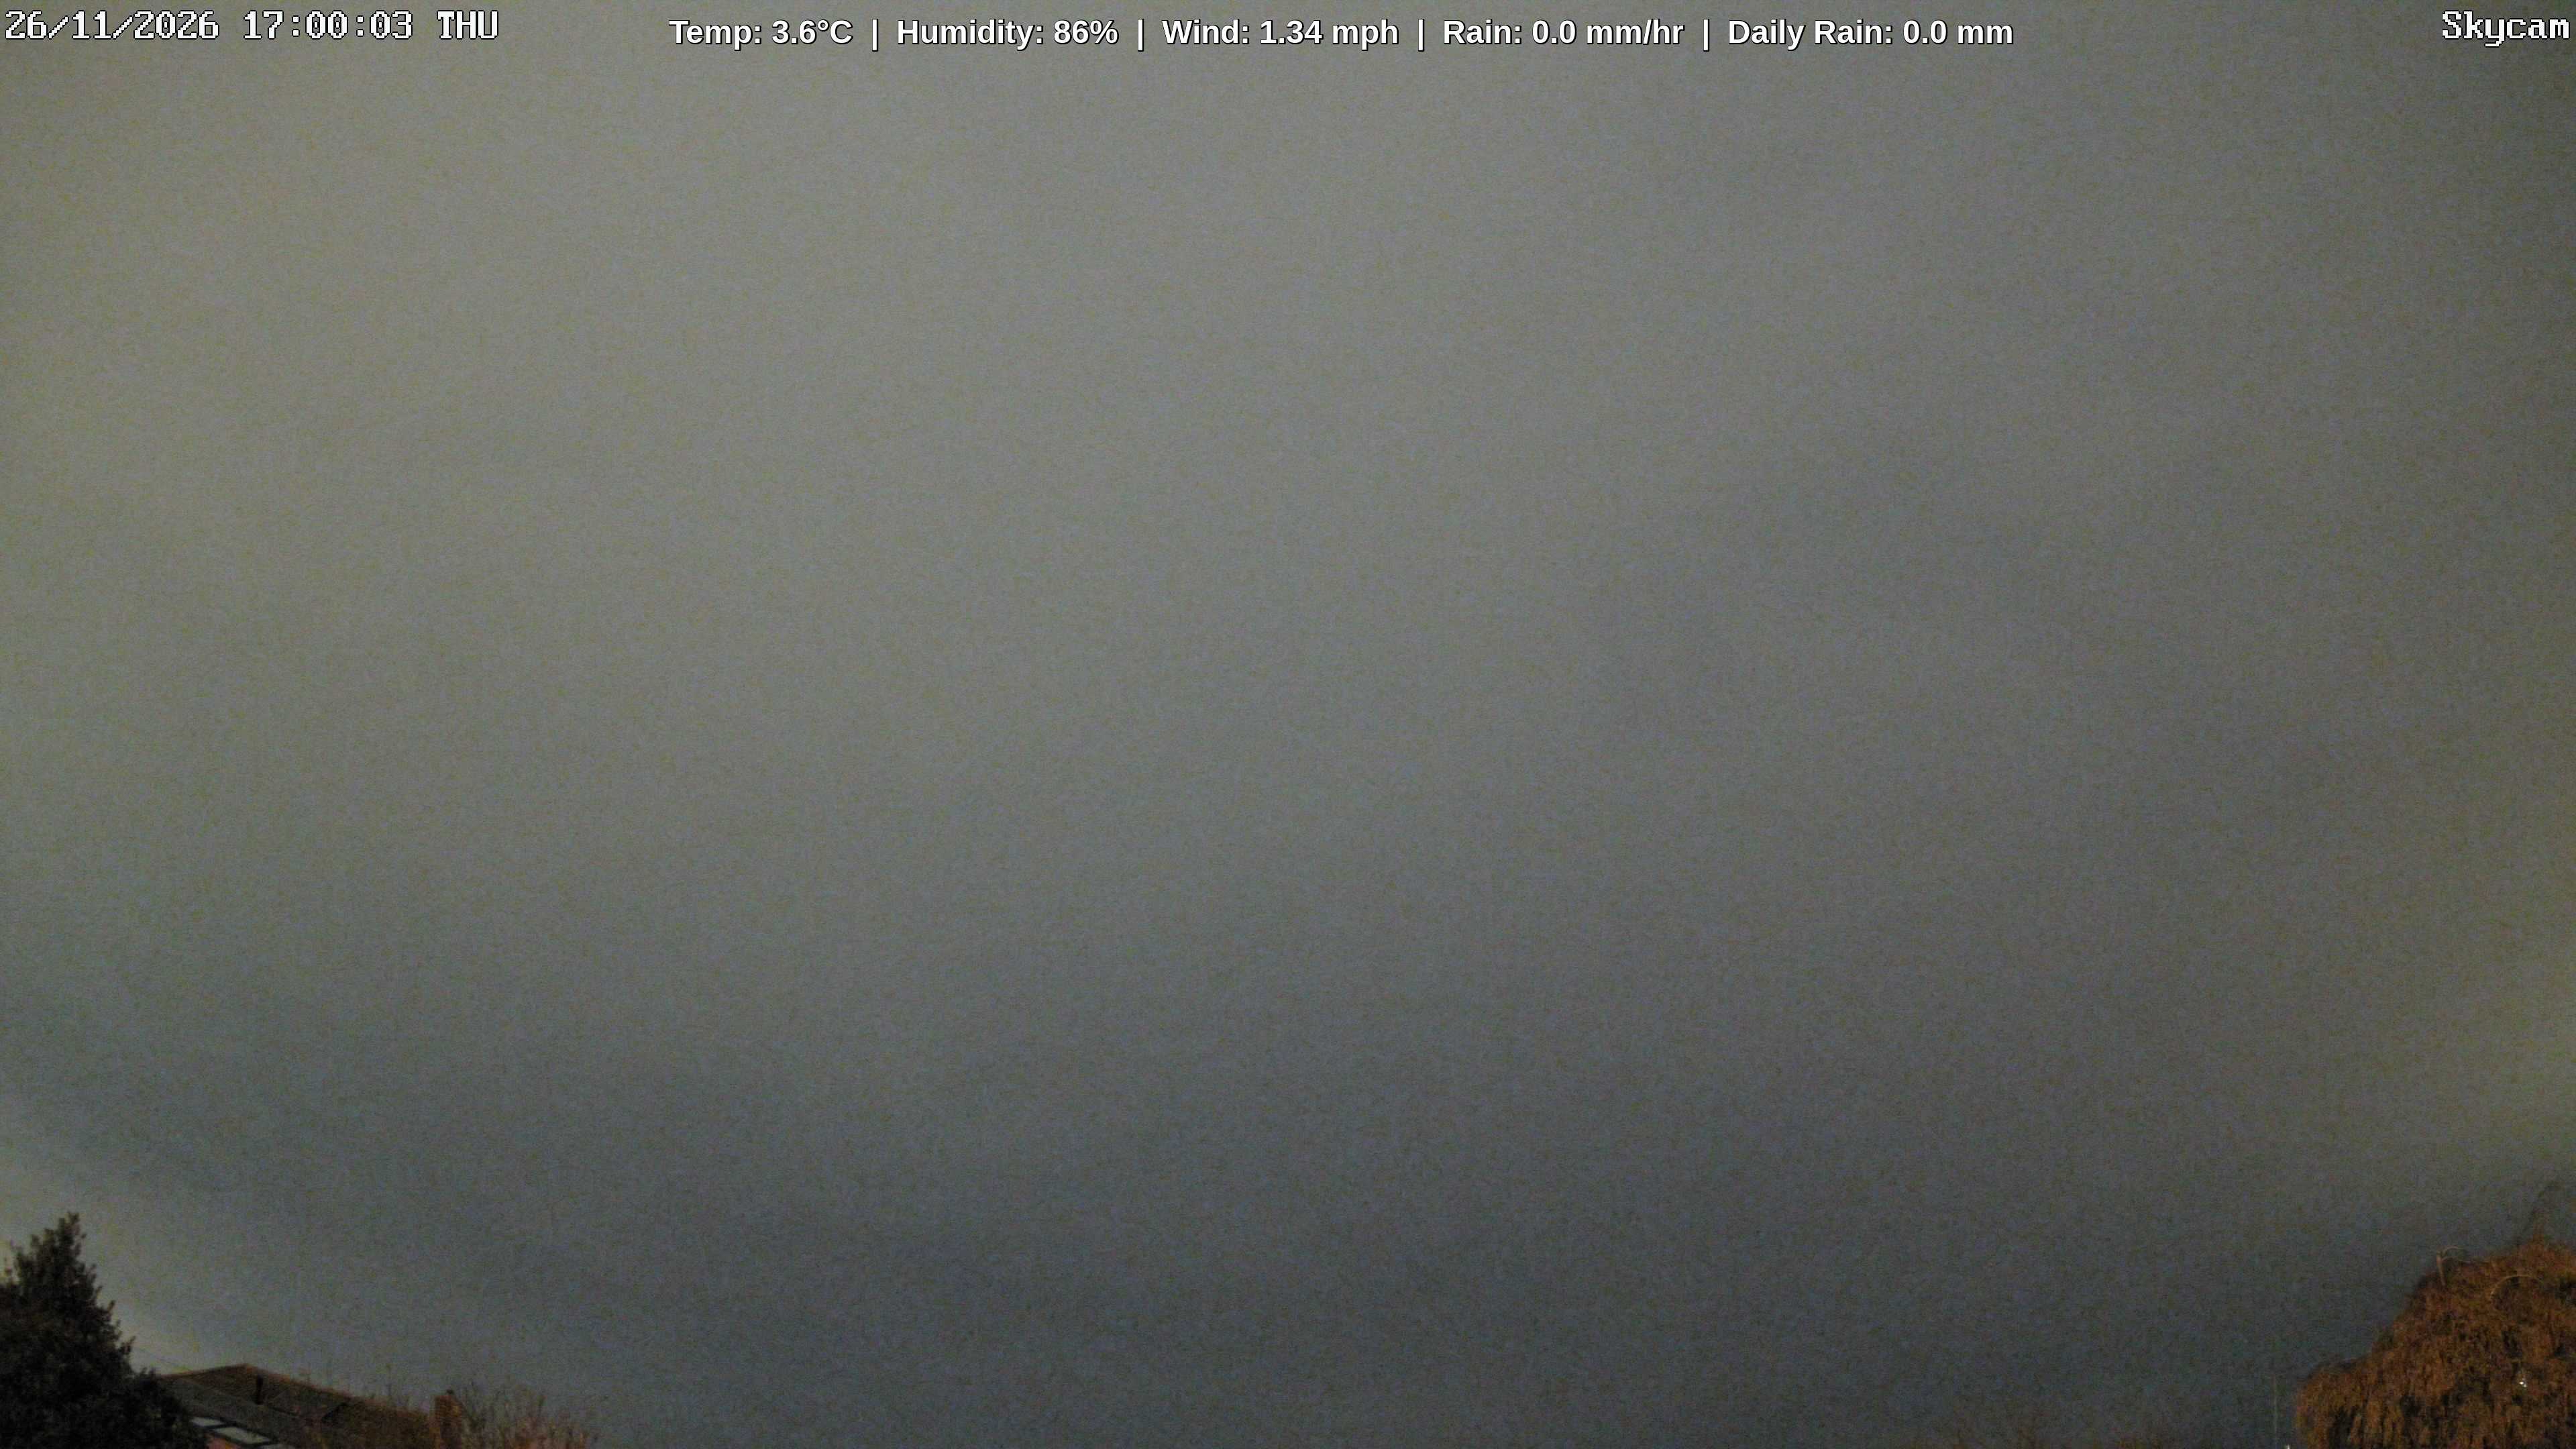 26/11/2026 17:00:03 THU
Temp: 3.6°C | Humidity: 86% | Wind: 1.34 mph | Rain: 0.0 mm/hr | Daily Rain: 0.0 mm
Skycam